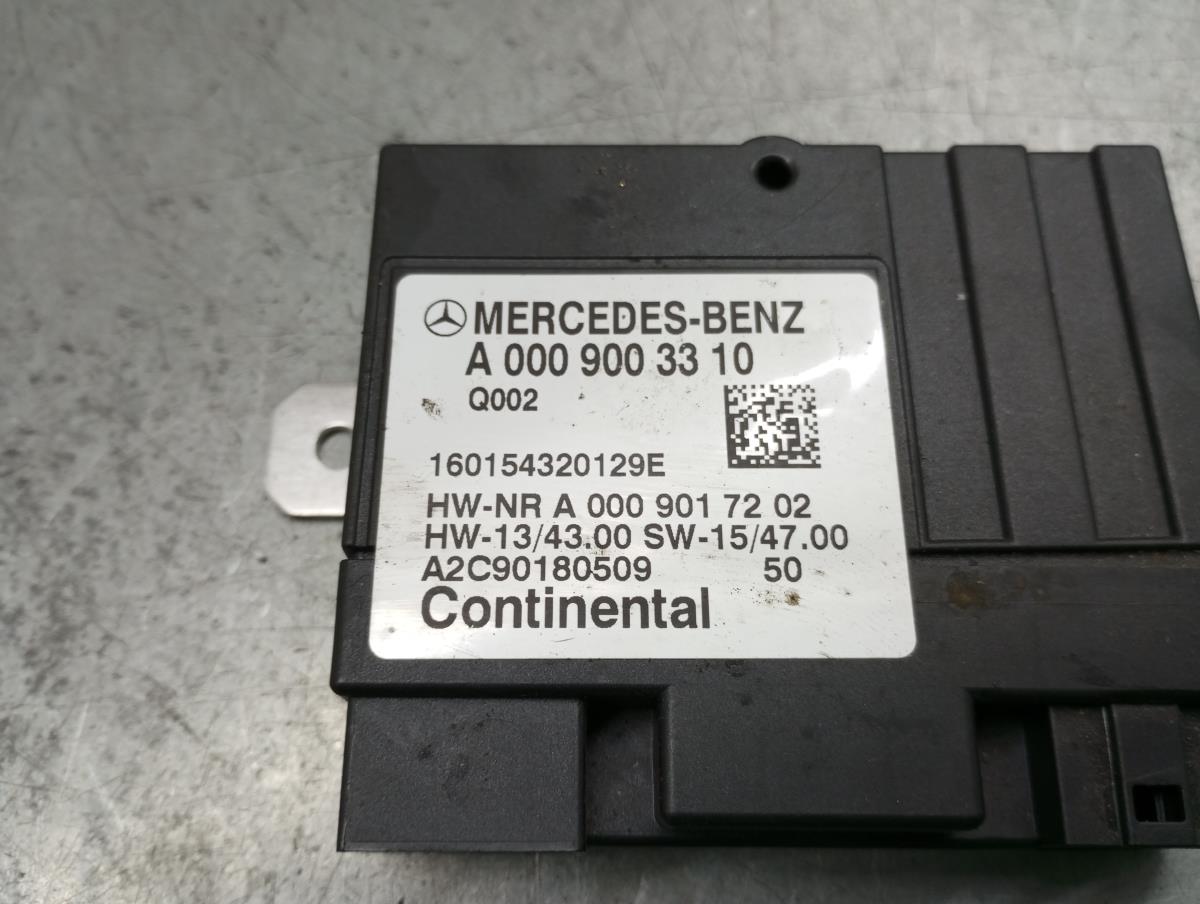 MERCEDES-BENZ
A 000 900 33 10
Q002
160154320129E
HW-NR A 000 901 72 02
HW-13/43.00 SW-15/47.00
A2C90180509 50
Continental